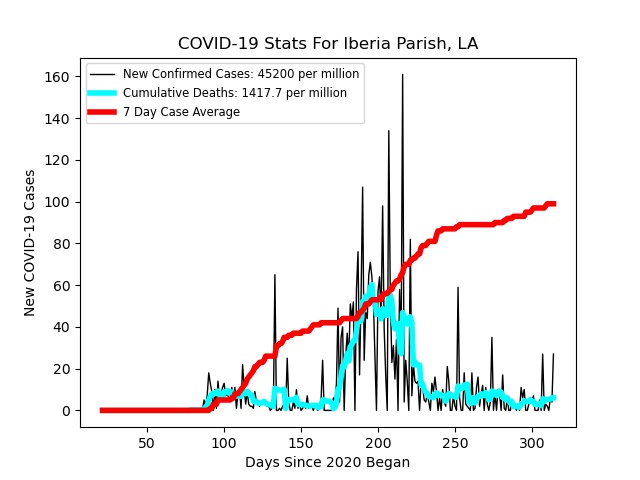 COVID-19 Stats For Iberia Parish, LA
New Confirmed Cases: 45200 per million
Cumulative Deaths: 1417.7 per million
7 Day Case Average
New COVID-19 Cases
160
140
120
100
80
60
40
20
0
50
100
150
200
250
300
Days Since 2020 Began